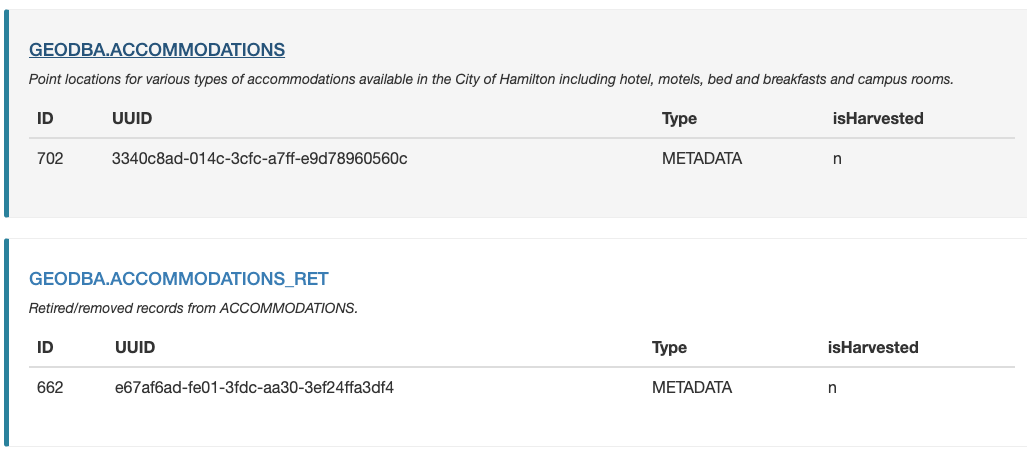 GEODBA.ACCOMMODATIONS
Point locations for various types of accommodations available in the City of Hamilton including hotel, motels, bed and breakfasts and campus rooms.
ID UUID Type isHarvested
702 3340c8ad-014c-3cfc-a7ff-e9d78960560c METADATA n
GEODBA.ACCOMMODATIONS_RET
Retired/removed records from ACCOMMODATIONS.
ID UUID Type isHarvested
662 e67af6ad-fe01-3fdc-aa30-3ef24ffa3df4 METADATA n